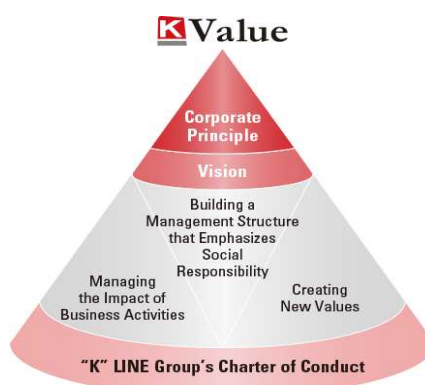 K Value
Corporate
Principle
Vision
Building a
Management Structure
that Emphasizes
Social
Responsibility
Managing
the Impact of
Business Activities
Creating
New Values
“K” LINE Group’s Charter of Conduct